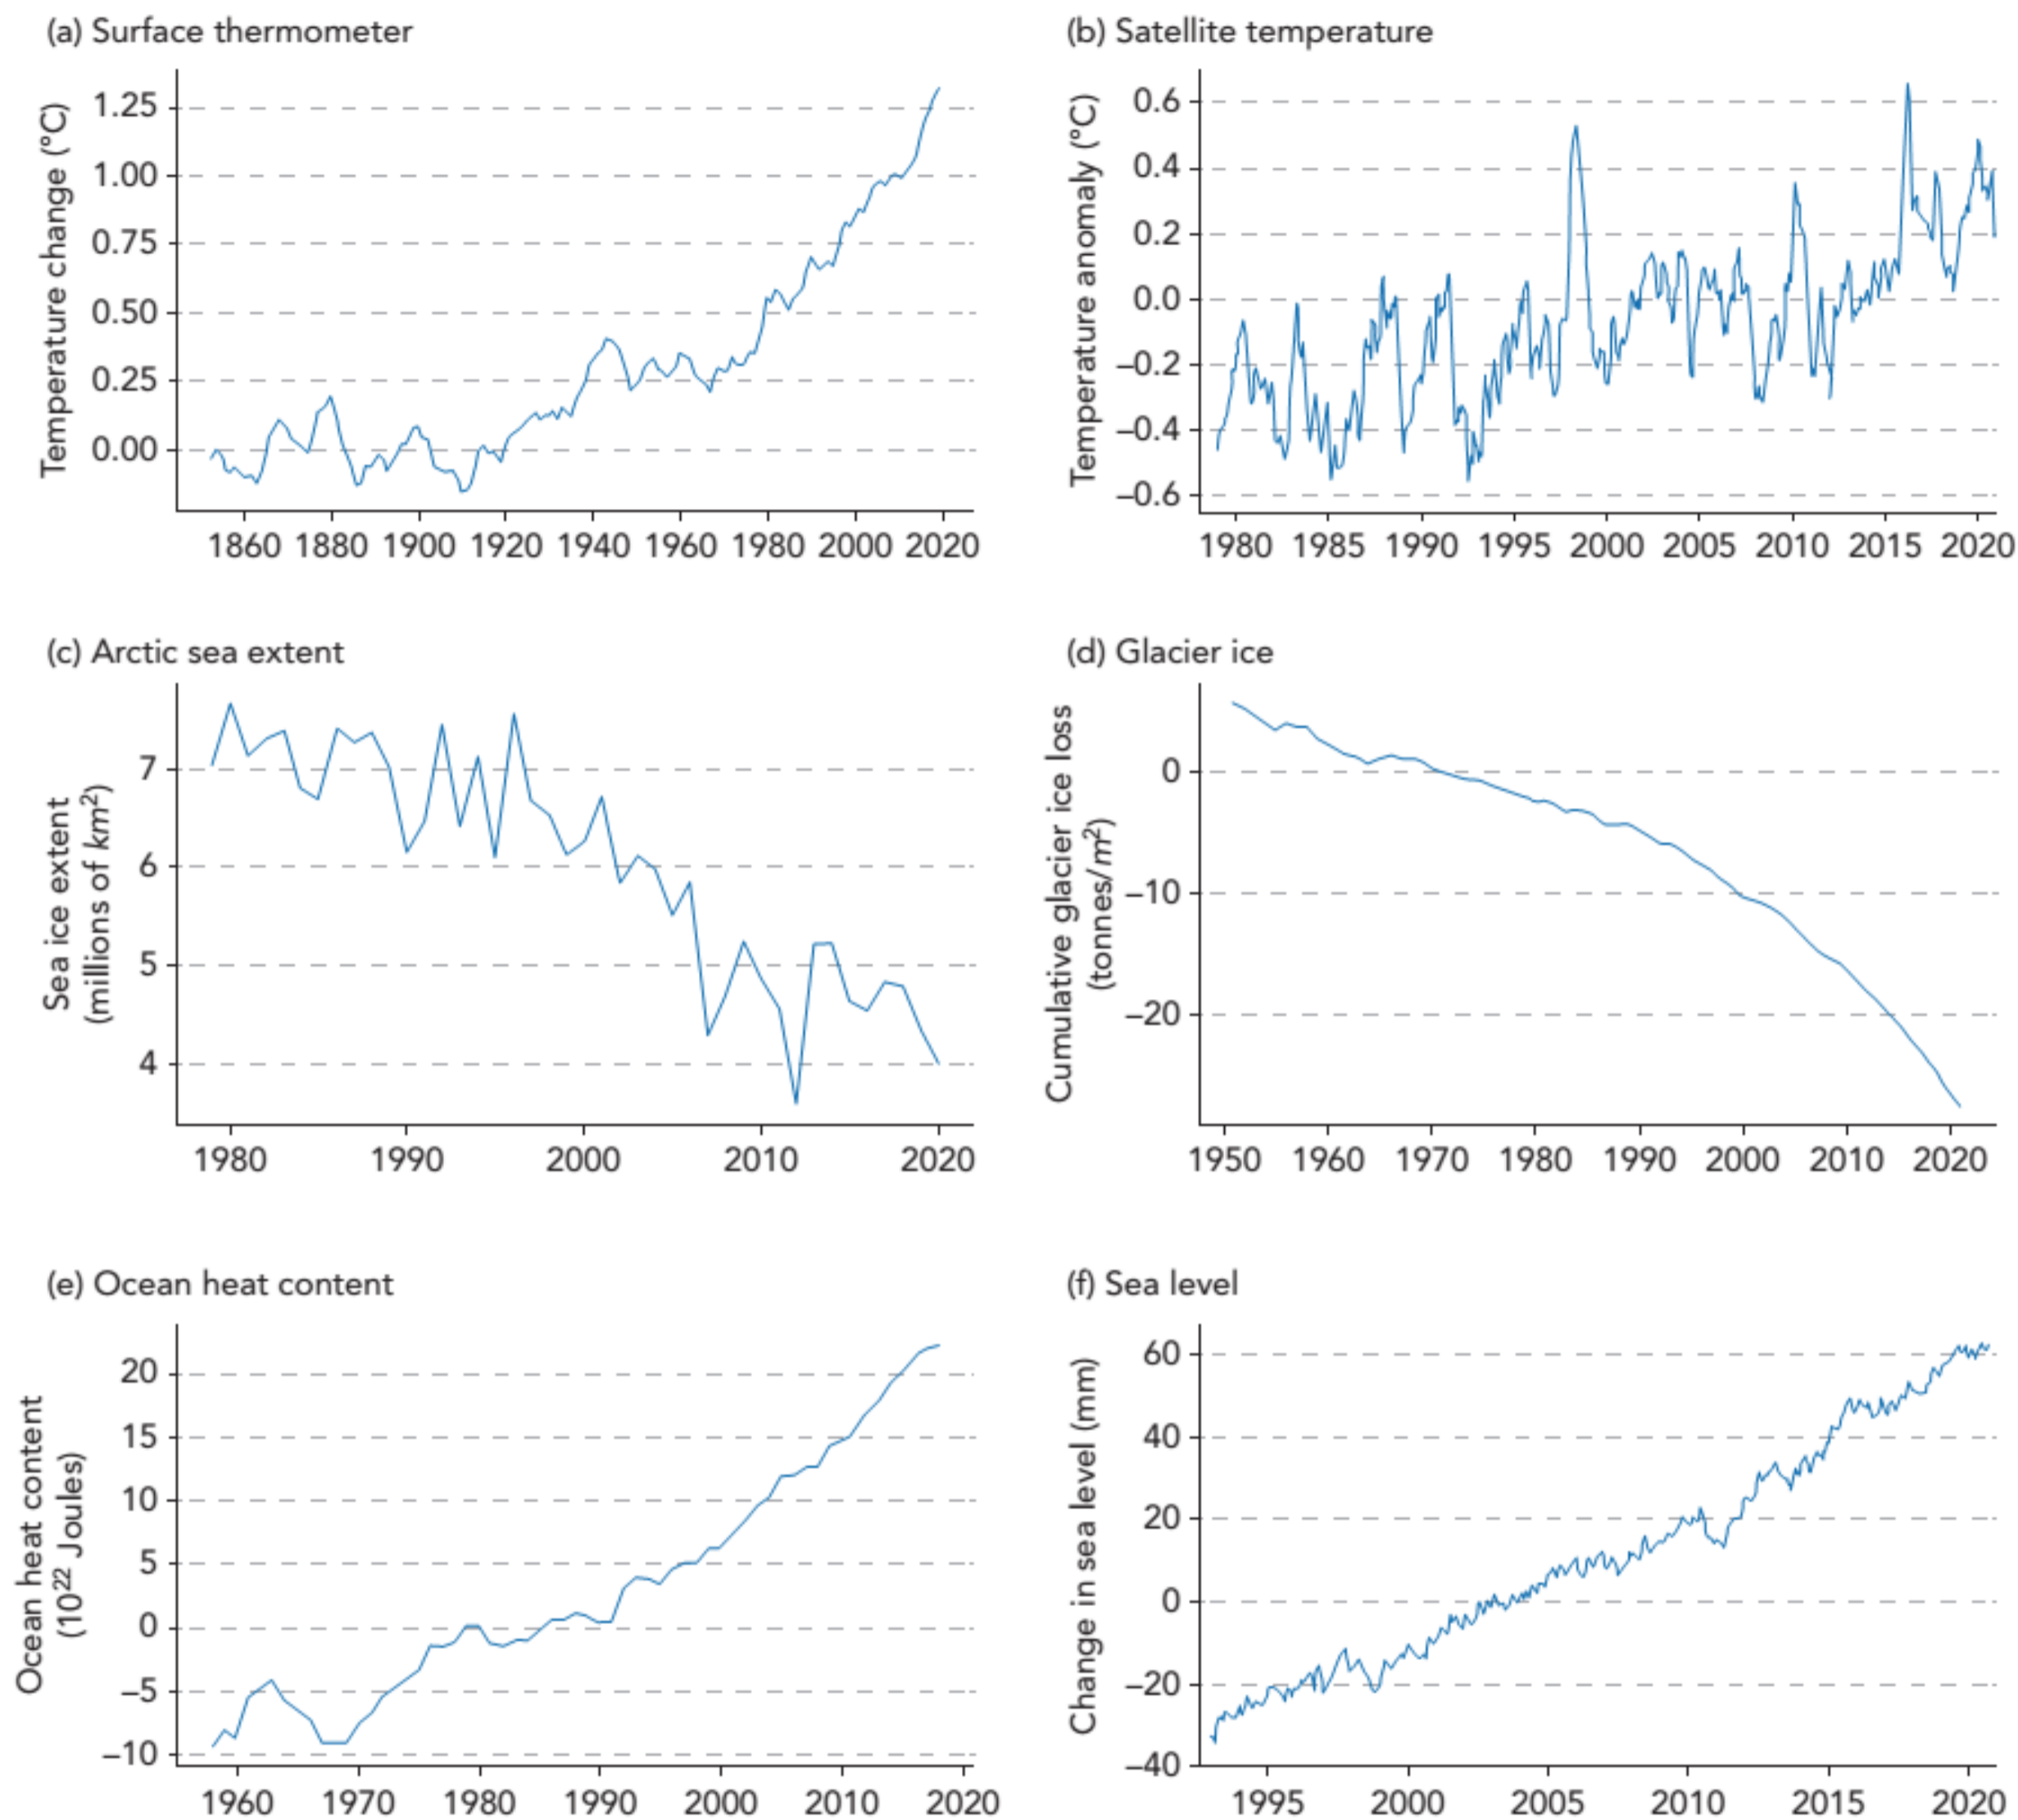 (a) Surface thermometer
Temperature change (°C)
1.25
1.00
0.75
0.50
0.25
0.00
1860 1880 1900 1920 1940 1960 1980 2000 2020
(b) Satellite temperature
Temperature anomaly (°C)
0.6
0.4
0.2
0.0
−0.2
−0.4
−0.6
1980 1985 1990 1995 2000 2005 2010 2015 2020
(c) Arctic sea extent
Sea ice extent
(millions of km²)
7
6
5
4
1980 1990 2000 2010 2020
(d) Glacier ice
Cumulative glacier ice loss
(tonnes/m²)
0
−10
−20
1950 1960 1970 1980 1990 2000 2010 2020
(e) Ocean heat content
Ocean heat content
(10²² Joules)
20
15
10
5
0
−5
−10
1960 1970 1980 1990 2000 2010 2020
(f) Sea level
Change in sea level (mm)
60
40
20
0
−20
−40
1995 2000 2005 2010 2015 2020